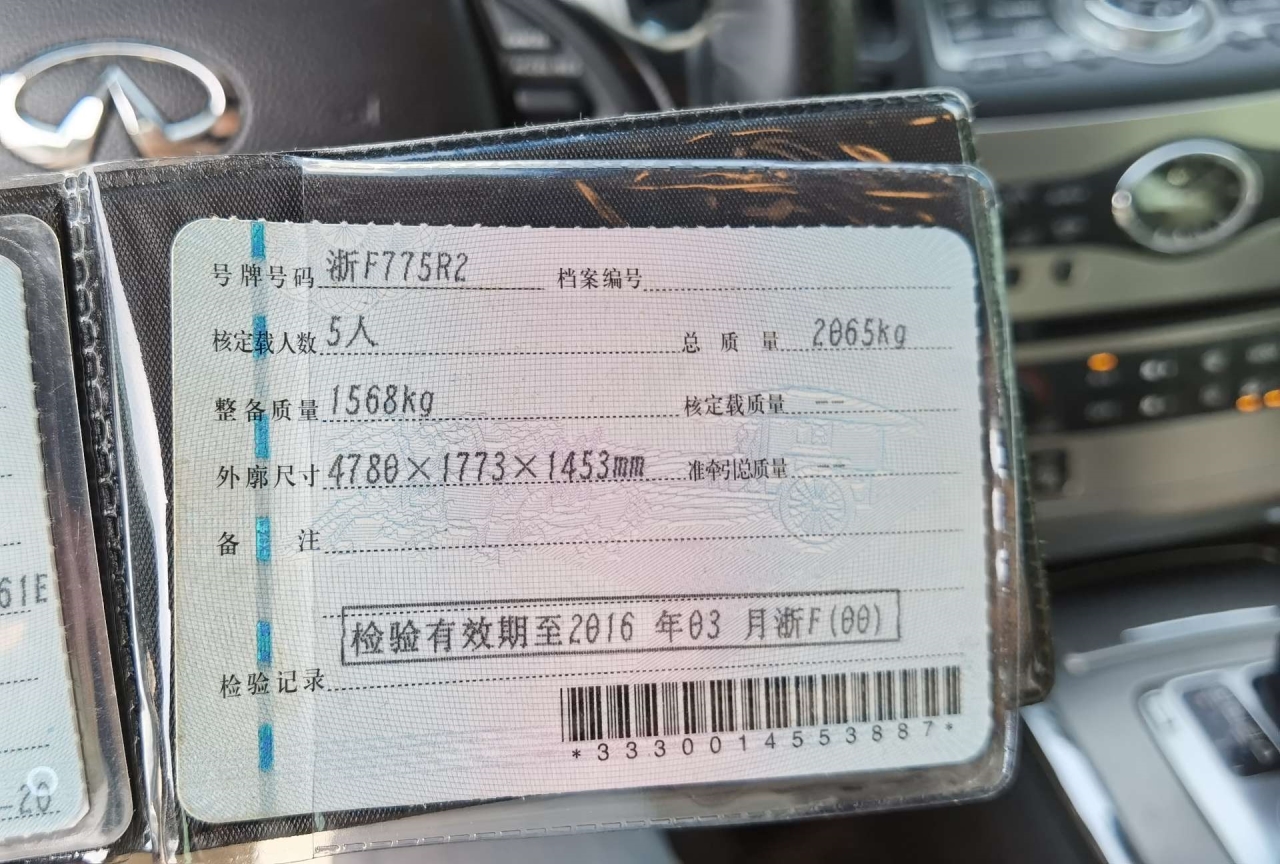 号牌号码 浙F775R2 档案编号
核定载人数 5人 总质量 2065kg
整备质量 1568kg 核定载质量 --
外廓尺寸 4780×1773×1453mm 准牵引总质量 --
备注
检验有效期至2016 年03 月浙F(00)
检验记录
*3330014553887*
61E
-20